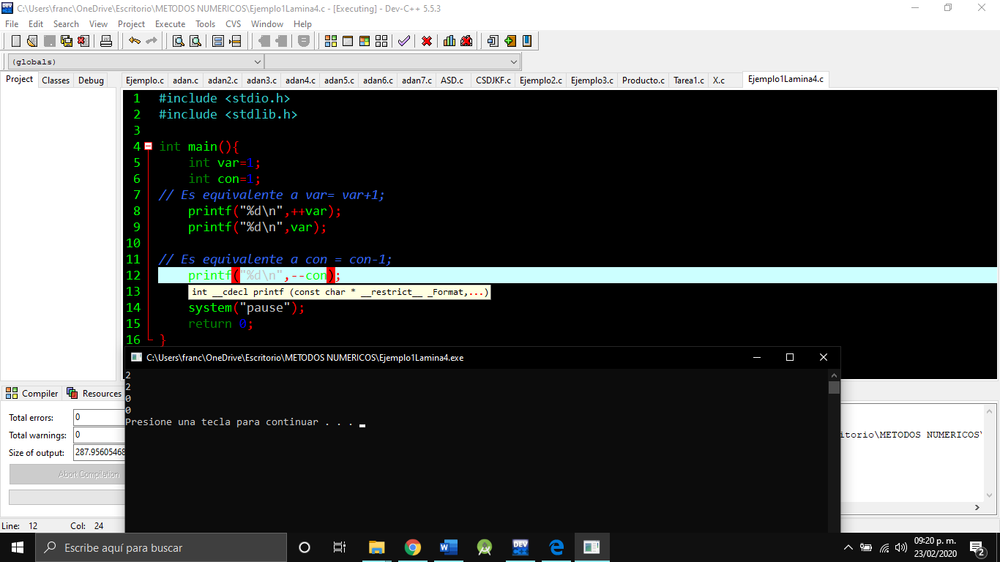 C:\Users\franc\OneDrive\Escritorio\METODOS NUMERICOS\Ejemplo1Lamina4.c - [Executing] - Dev-C++ 5.5.3
File Edit Search View Project Execute Tools CVS Window Help
(globals)
Project Classes Debug
Ejemplo.c adan.c adan2.c adan3.c adan4.c adan5.c adan6.c adan7.c ASD.c CSDJKF.c Ejemplo2.c Ejemplo3.c Producto.c Tarea1.c X.c Ejemplo1Lamina4.c
1 #include <stdio.h>
2 #include <stdlib.h>
3
4 int main(){
5 int var=1;
6 int con=1;
7 // Es equivalente a var= var+1;
8 printf("%d\n",++var);
9 printf("%d\n",var);
10
11 // Es equivalente a con = con-1;
12 printf("%d\n",--con);
13 int __cdecl printf (const char * __restrict__ _Format,...)
14 system("pause");
15 return 0;
16 }
C:\Users\franc\OneDrive\Escritorio\METODOS NUMERICOS\Ejemplo1Lamina4.exe
2
2
0
0
Presione una tecla para continuar . . .
Compiler Resources
Total errors: 0
Total warnings: 0
Size of output: 287.95605468
Abort Compilation
itorio\METODOS NUMERICOS\
Line: 12 Col: 24
Escribe aquí para buscar
W
DEV C++
09:20 p. m.
23/02/2020
2